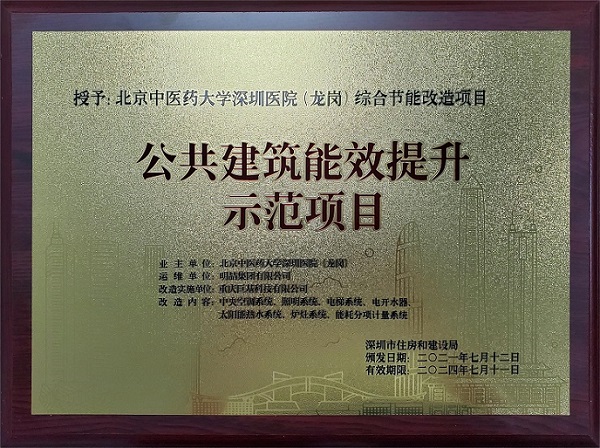 授予：北京中医药大学深圳医院（龙岗）综合节能改造项目
公共建筑能效提升
示范项目
业主单位：北京中医药大学深圳医院（龙岗）
运维单位：明喆集团有限公司
改造实施单位：重庆巨基科技有限公司
改造内容：中央空调系统、照明系统、电梯系统、电开水器、
太阳能热水系统、炉灶系统、能耗分项计量系统
深圳市住房和建设局
颁发日期：二〇二一年七月十二日
有效期限：二〇二四年七月十一日